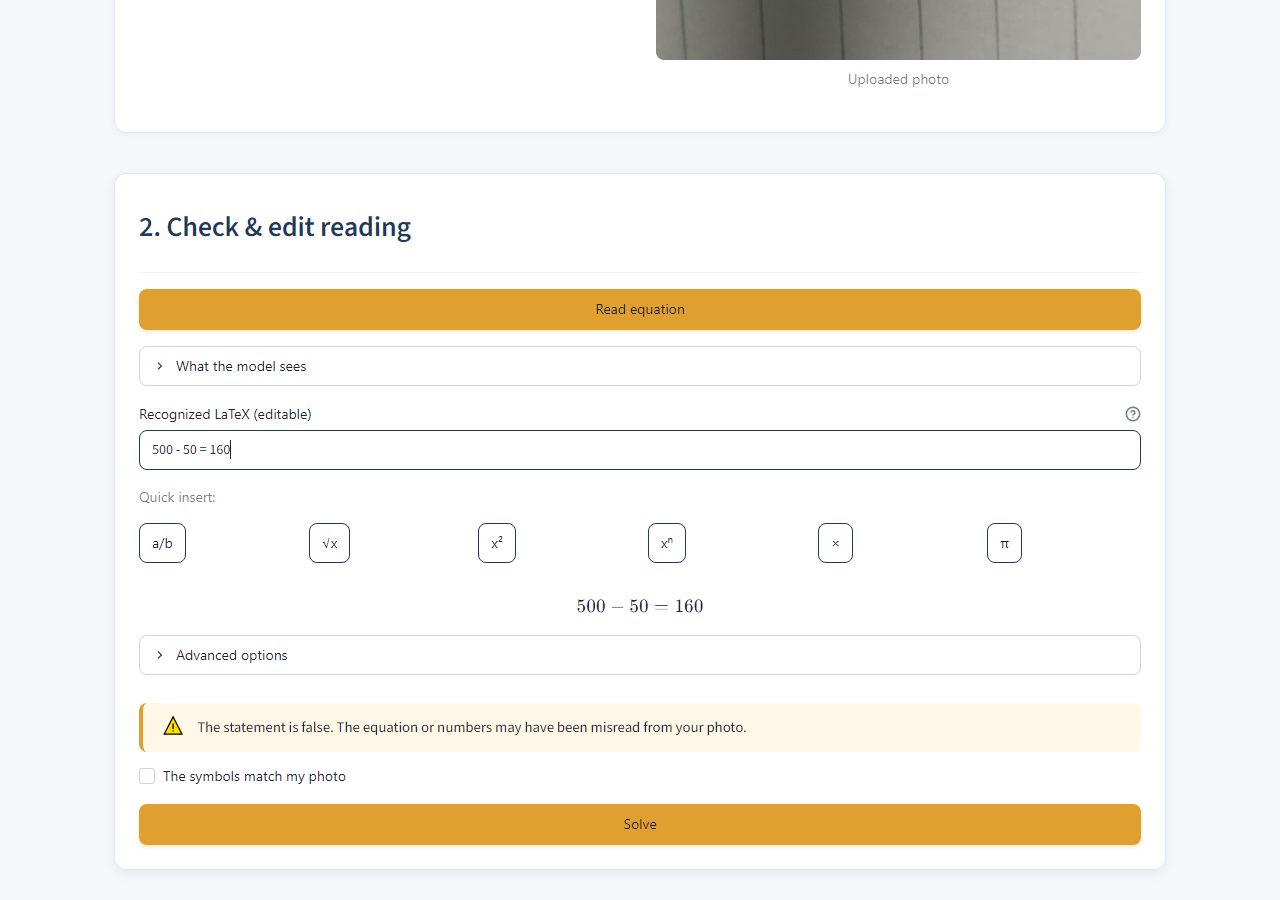 Uploaded photo
2. Check & edit reading
Read equation
What the model sees
Recognized LaTeX (editable)
500 - 50 = 160
Quick insert:
a/b √x x² xⁿ × π
500 − 50 = 160
Advanced options
The statement is false. The equation or numbers may have been misread from your photo.
The symbols match my photo
Solve